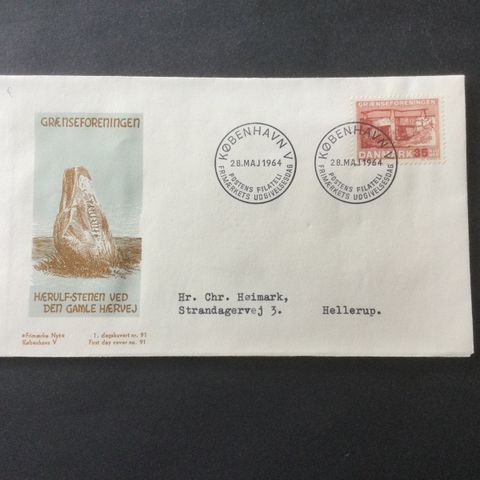 GRÆNSEFORENINGEN
HÆRULF-STENEN VED
DEN GAMLE HÆRVEJ
»Frimærke Nyt« 1. dagskuvert nr. 91
København V First day cover no. 91
KØBENHAVN V
28.MAJ 1964
POSTENS FILATELI
FRIMÆRKETS UDGIVELSESDAG
KØBENHAVN V
28.MAJ 1964
POSTENS FILATELI
FRIMÆRKETS UDGIVELSESDAG
GRÆNSEFORENINGEN
DANMARK 35
Hr. Chr. Høimark,
Strandagervej 3. Hellerup.